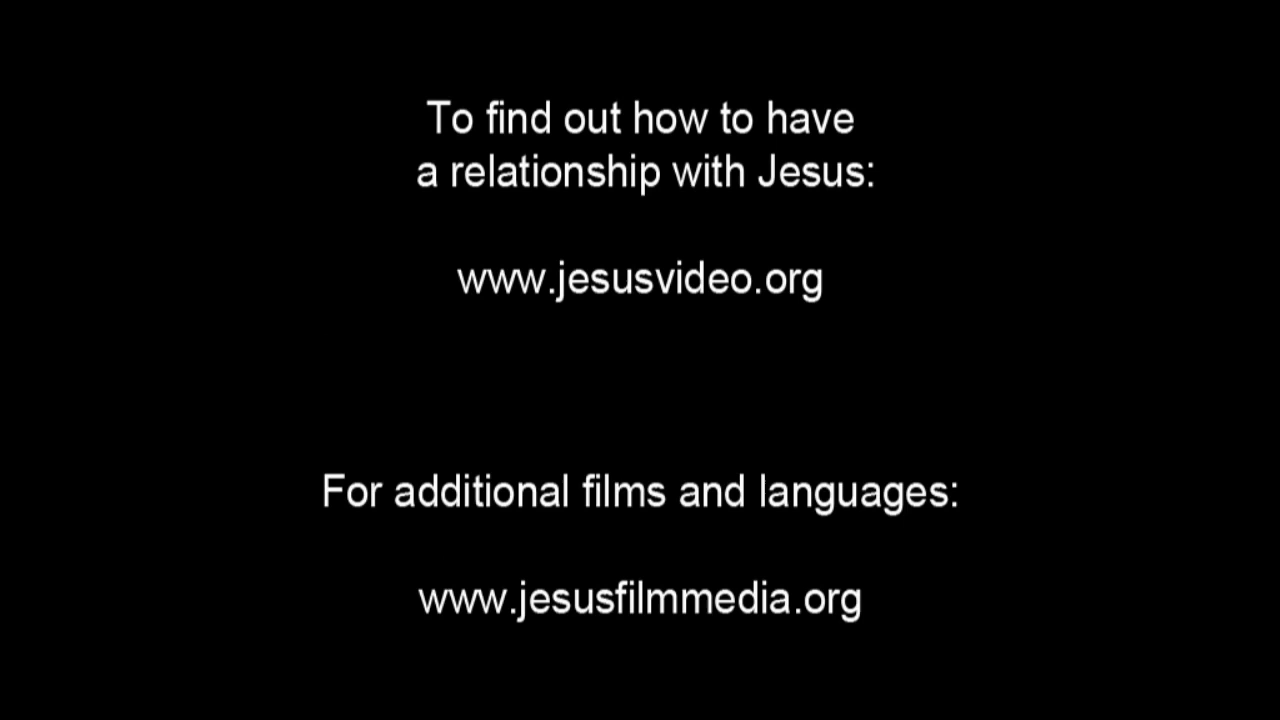 To find out how to have
a relationship with Jesus:
www.jesusvideo.org
For additional films and languages:
www.jesusfilmmedia.org